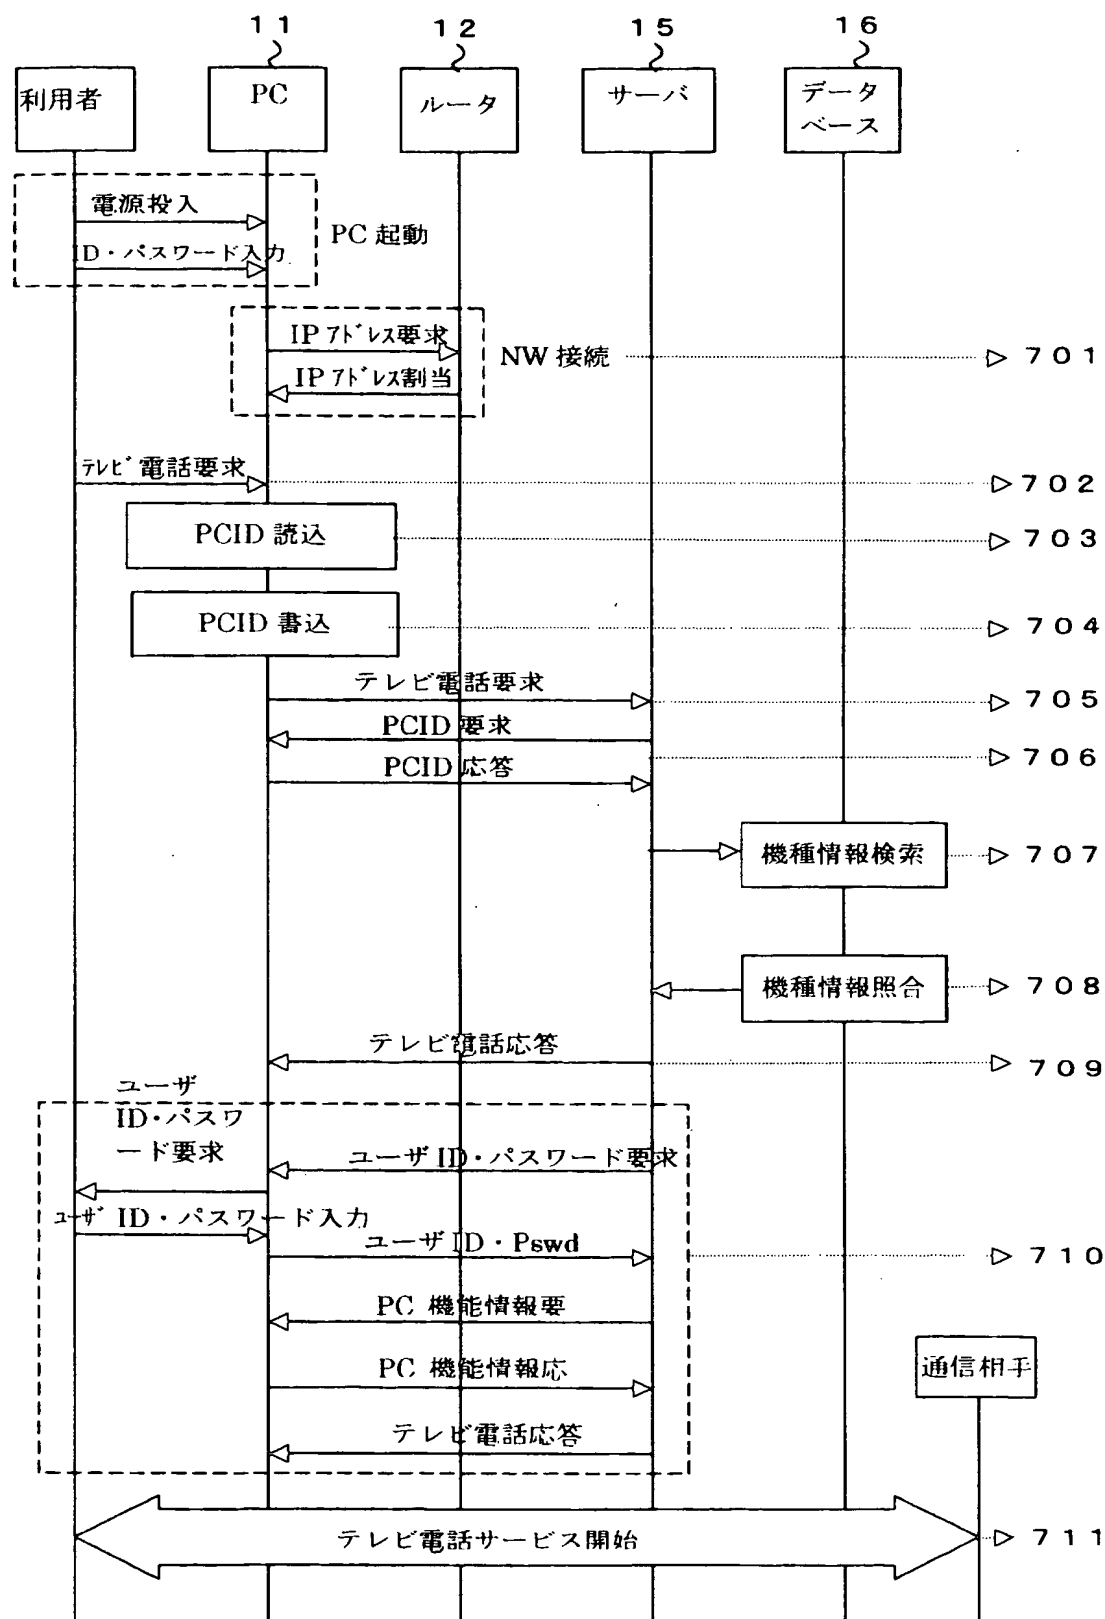 11
12
15
16
利用者
PC
ルータ
サーバ
データ
ベース
電源投入
PC 起動
ID・パスワード入力
IP アドレス要求
NW 接続
701
IP アドレス割当
テレビ電話要求
702
PCID 読込
703
PCID 書込
704
テレビ電話要求
705
PCID 要求
706
PCID 応答
機種情報検索
707
機種情報照合
708
テレビ電話応答
709
ユーザ
ID・パスワ
ード要求
ユーザ ID・パスワード要求
ユーザ ID・パスワード入力
ユーザ ID・Pswd
710
PC 機能情報要
PC 機能情報応
通信相手
テレビ電話応答
テレビ電話サービス開始
711